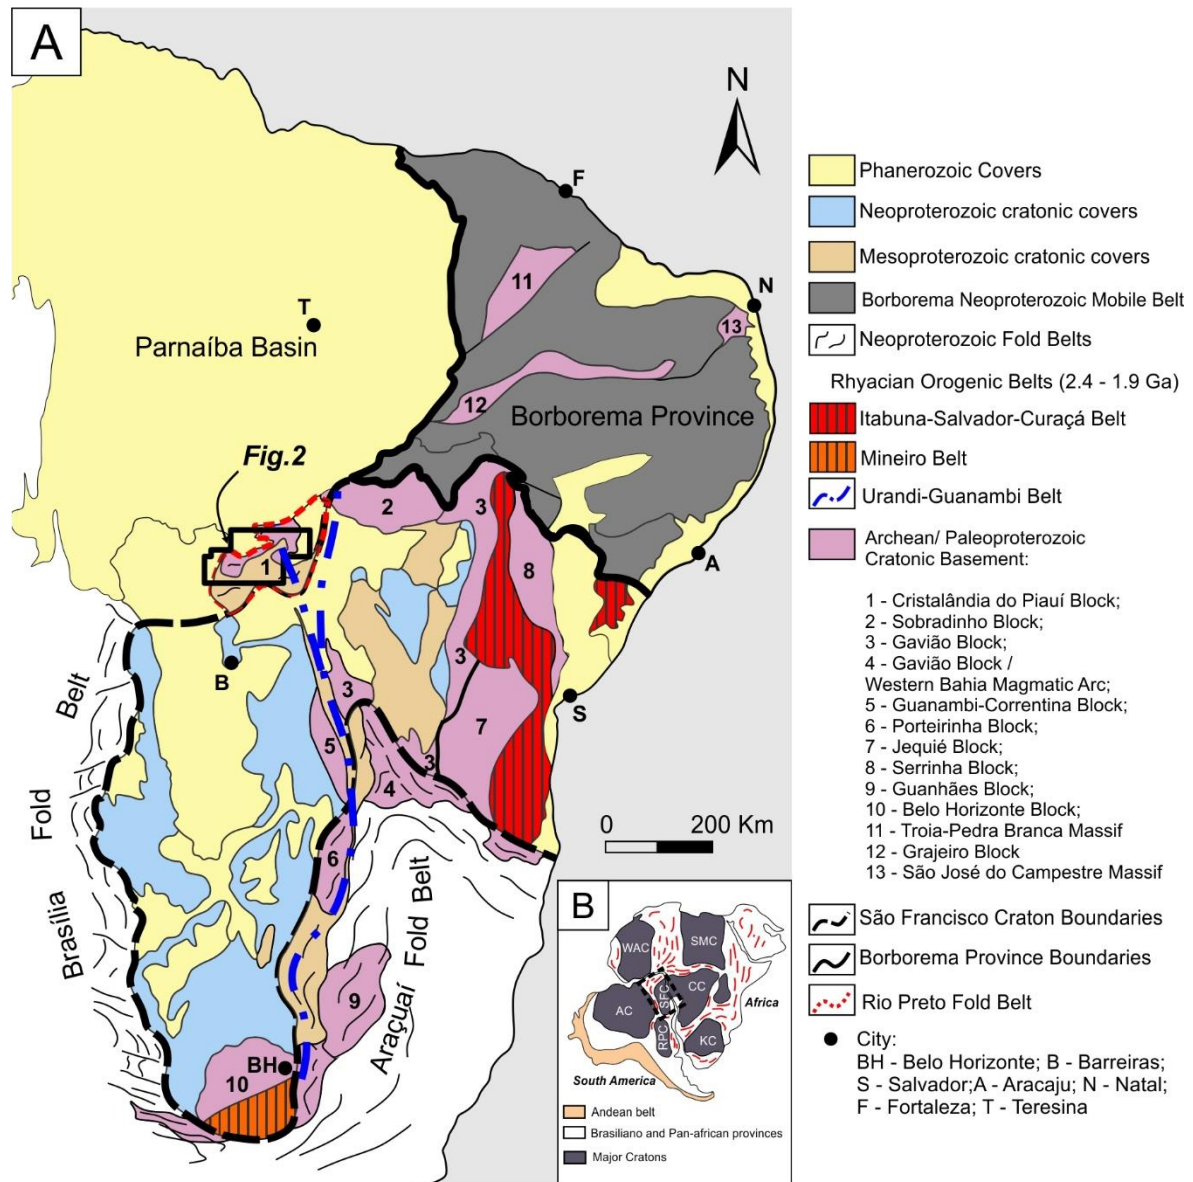 A
N
F
N
T
Parnaíba Basin
11
13
12
Borborema Province
Fig.2
2
3
1
8
A
B
3
3
S
5
7
3
4
6
9
BH
10
Brasília Fold Belt
Araçuaí Fold Belt
0 200 Km
B
WAC
SMC
AC
SFC
CC
Africa
RPC
KC
South America
Andean belt
Brasiliano and Pan-african provinces
Major Cratons
Phanerozoic Covers
Neoproterozoic cratonic covers
Mesoproterozoic cratonic covers
Borborema Neoproterozoic Mobile Belt
Neoproterozoic Fold Belts
Rhyacian Orogenic Belts (2.4 - 1.9 Ga)
Itabuna-Salvador-Curaçá Belt
Mineiro Belt
Urandi-Guanambi Belt
Archean/ Paleoproterozoic
Cratonic Basement:
1 - Cristalândia do Piauí Block;
2 - Sobradinho Block;
3 - Gavião Block;
4 - Gavião Block /
Western Bahia Magmatic Arc;
5 - Guanambi-Correntina Block;
6 - Porteirinha Block;
7 - Jequié Block;
8 - Serrinha Block;
9 - Guanhães Block;
10 - Belo Horizonte Block;
11 - Troia-Pedra Branca Massif
12 - Grajeiro Block
13 - São José do Campestre Massif
São Francisco Craton Boundaries
Borborema Province Boundaries
Rio Preto Fold Belt
City:
BH - Belo Horizonte; B - Barreiras;
S - Salvador;A - Aracaju; N - Natal;
F - Fortaleza; T - Teresina